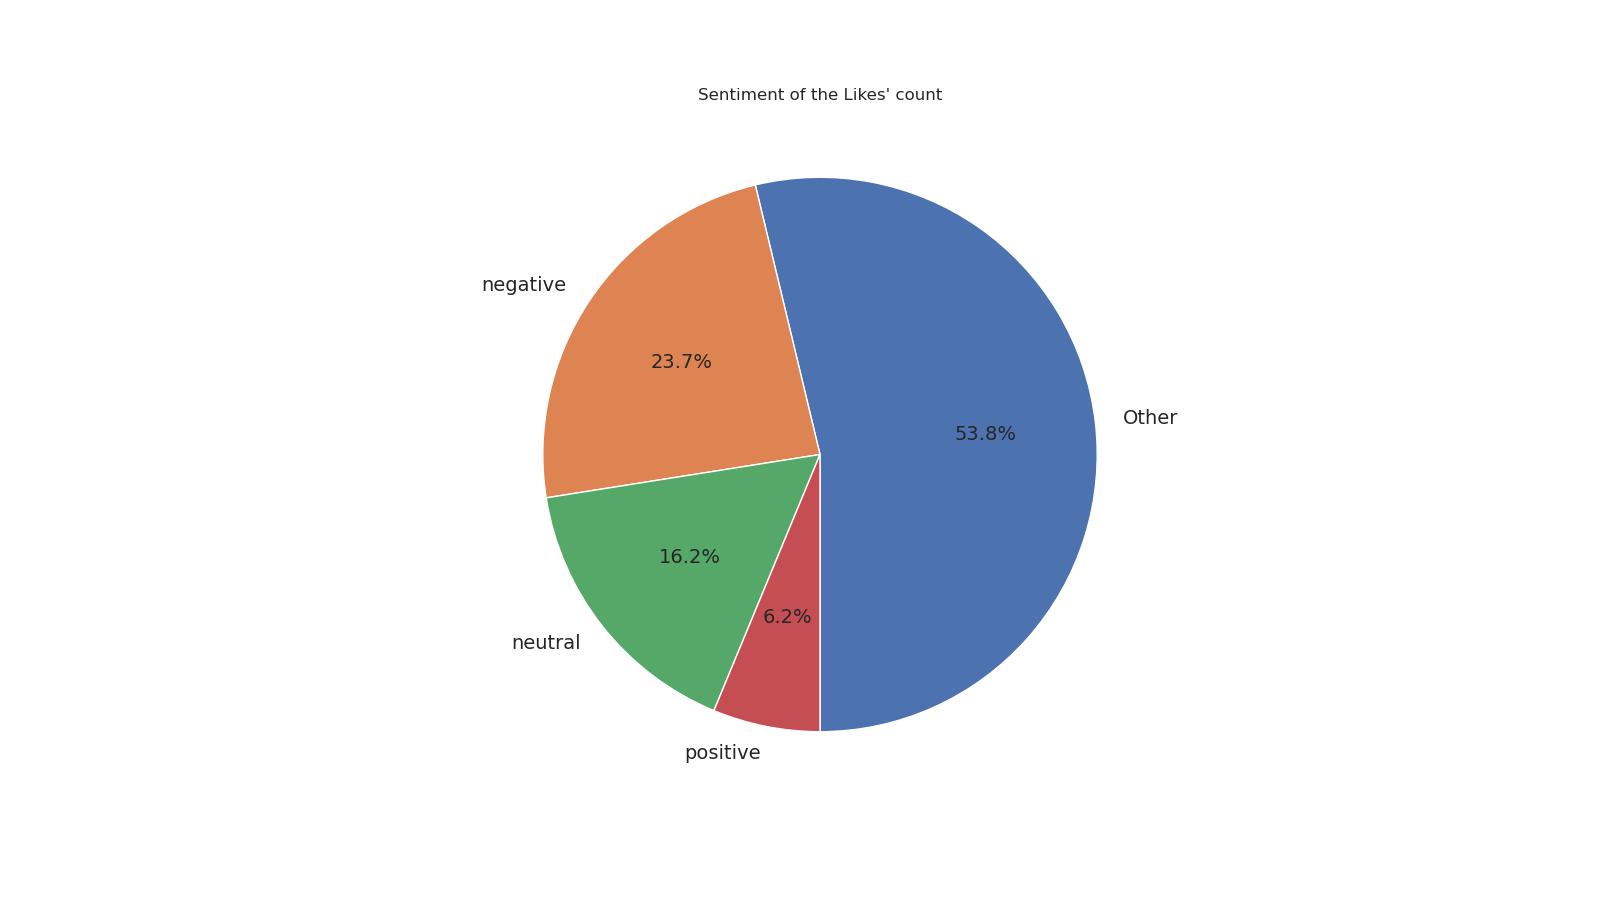 Sentiment of the Likes' count
negative
23.7%
Other
53.8%
16.2%
neutral
6.2%
positive